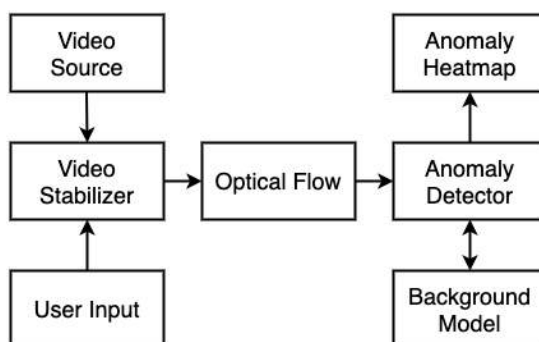 Video
Source
Anomaly
Heatmap
Video
Stabilizer
Optical Flow
Anomaly
Detector
User Input
Background
Model